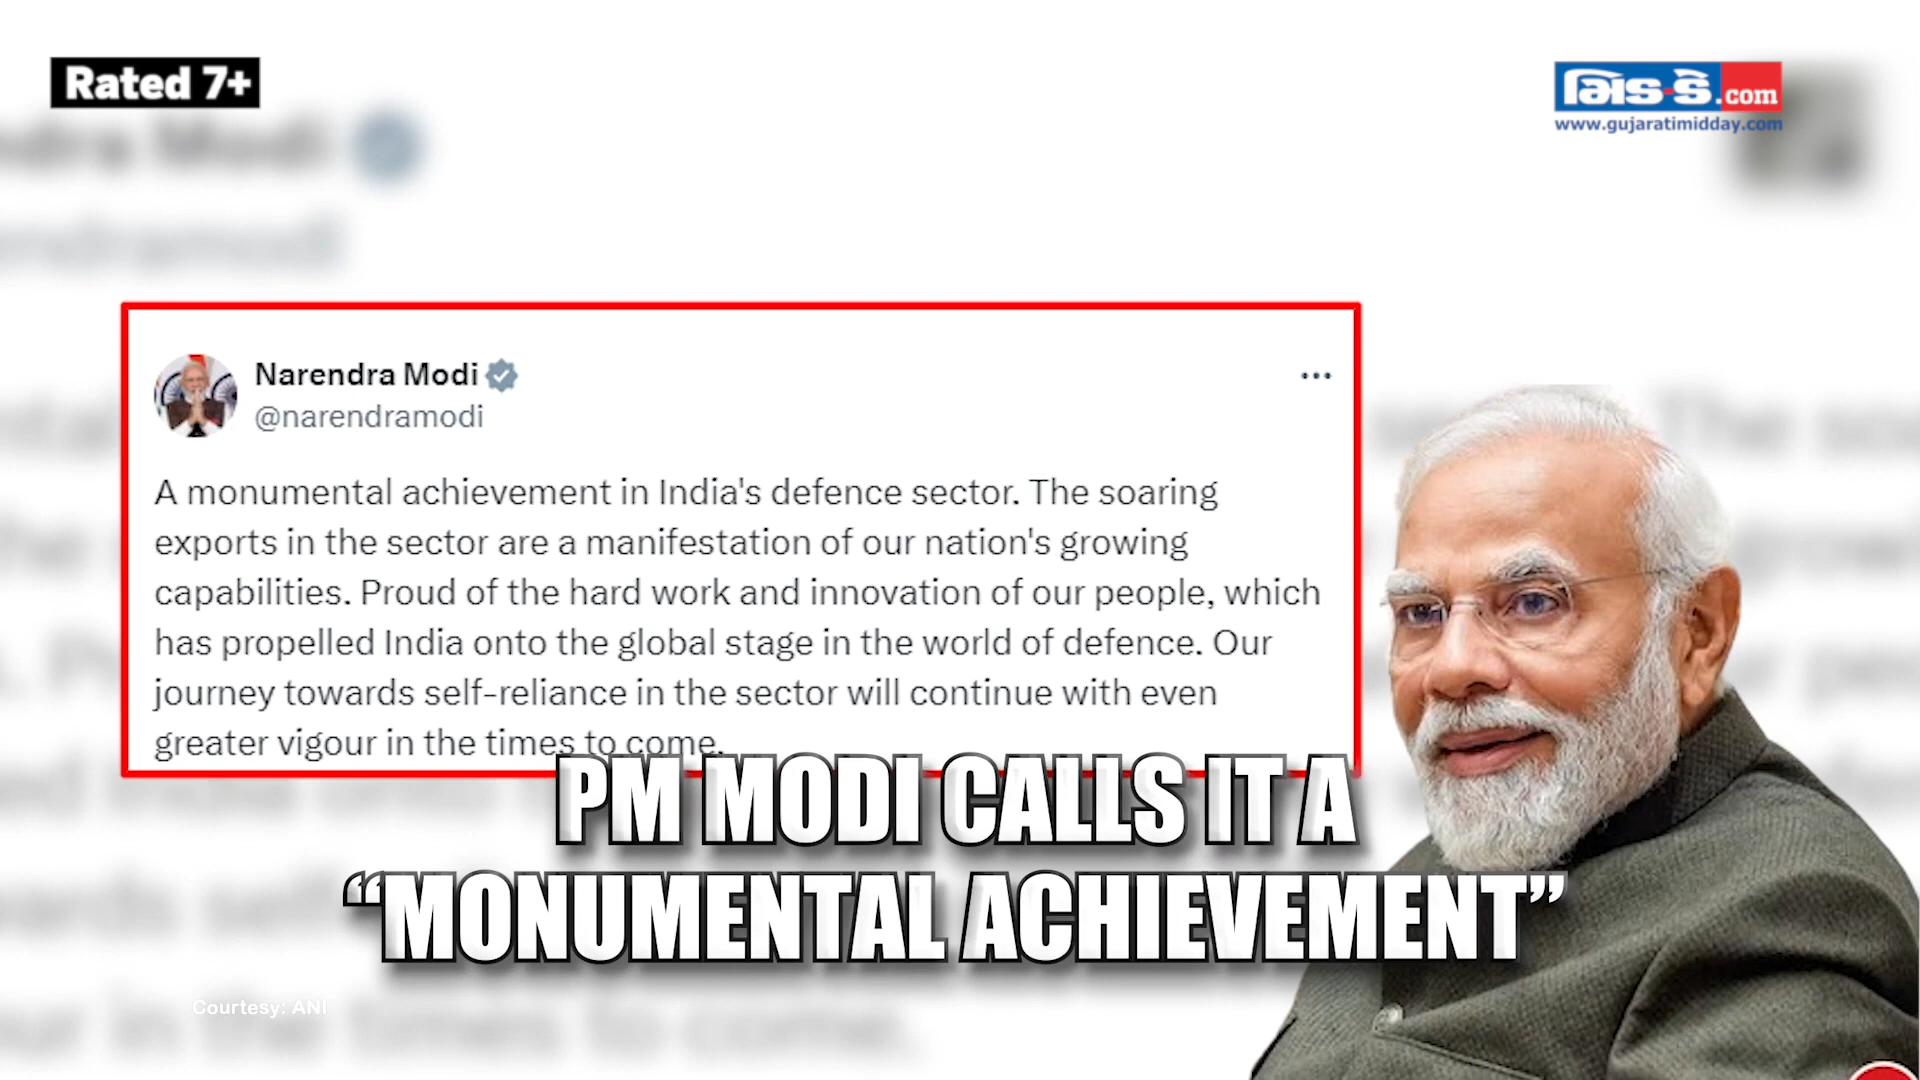 Rated 7+
મિડ-ડે.com
www.gujaratimidday.com
Narendra Modi
@narendramodi
A monumental achievement in India's defence sector. The soaring
exports in the sector are a manifestation of our nation's growing
capabilities. Proud of the hard work and innovation of our people, which
has propelled India onto the global stage in the world of defence. Our
journey towards self-reliance in the sector will continue with even
greater vigour in the times to come.
PM MODI CALLS IT A
“MONUMENTAL ACHIEVEMENT”
Courtesy: ANI